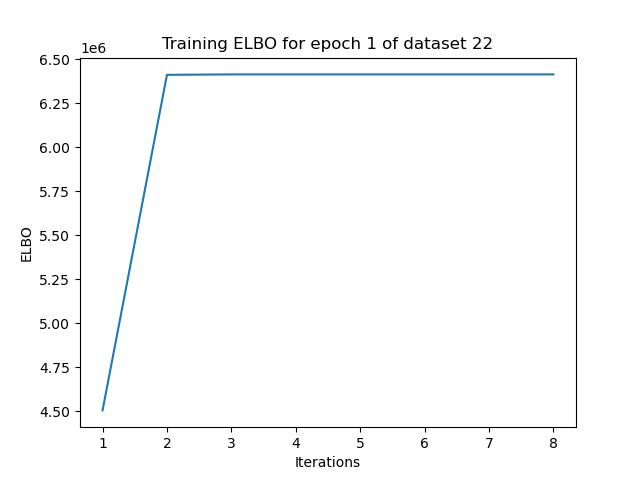 Training ELBO for epoch 1 of dataset 22
1e6
6.50
6.25
6.00
5.75
5.50
5.25
5.00
4.75
4.50
ELBO
1 2 3 4 5 6 7 8
Iterations